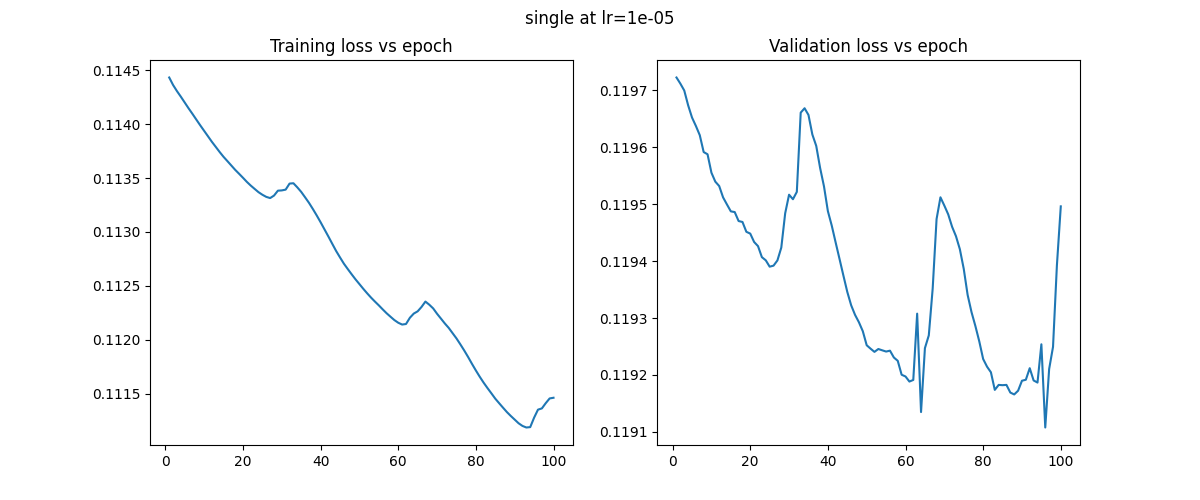 single at lr=1e-05
Training loss vs epoch
0.1145
0.1140
0.1135
0.1130
0.1125
0.1120
0.1115
0 20 40 60 80 100
Validation loss vs epoch
0.1197
0.1196
0.1195
0.1194
0.1193
0.1192
0.1191
0 20 40 60 80 100